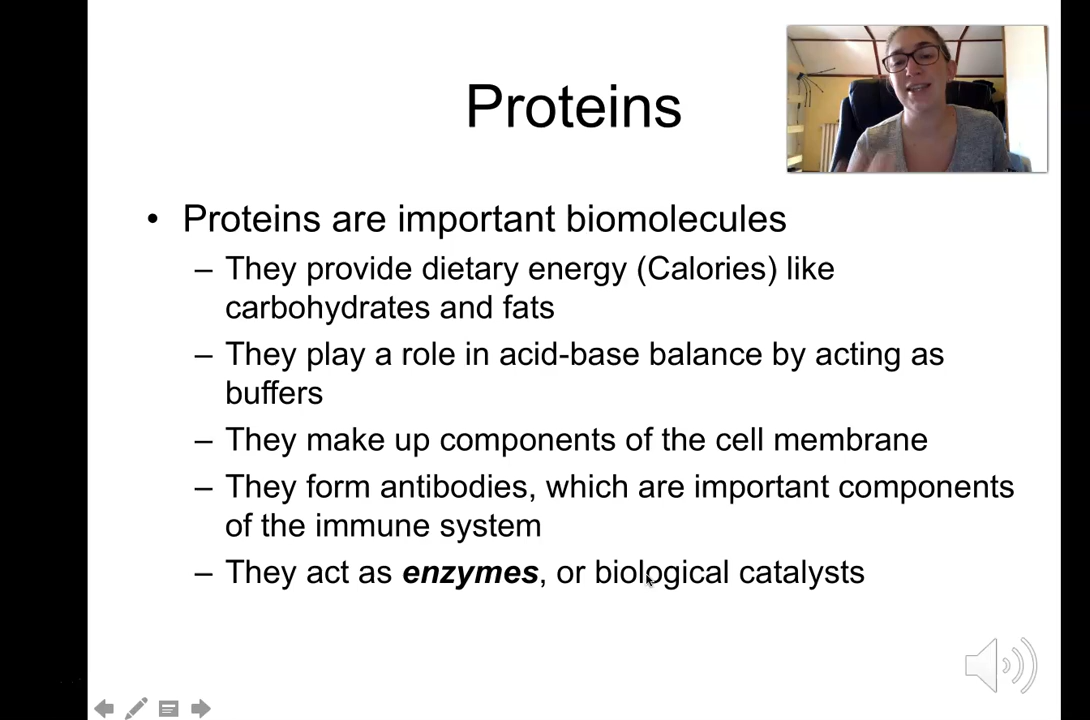 Proteins
• Proteins are important biomolecules
– They provide dietary energy (Calories) like
carbohydrates and fats
– They play a role in acid-base balance by acting as
buffers
– They make up components of the cell membrane
– They form antibodies, which are important components
of the immune system
– They act as enzymes, or biological catalysts